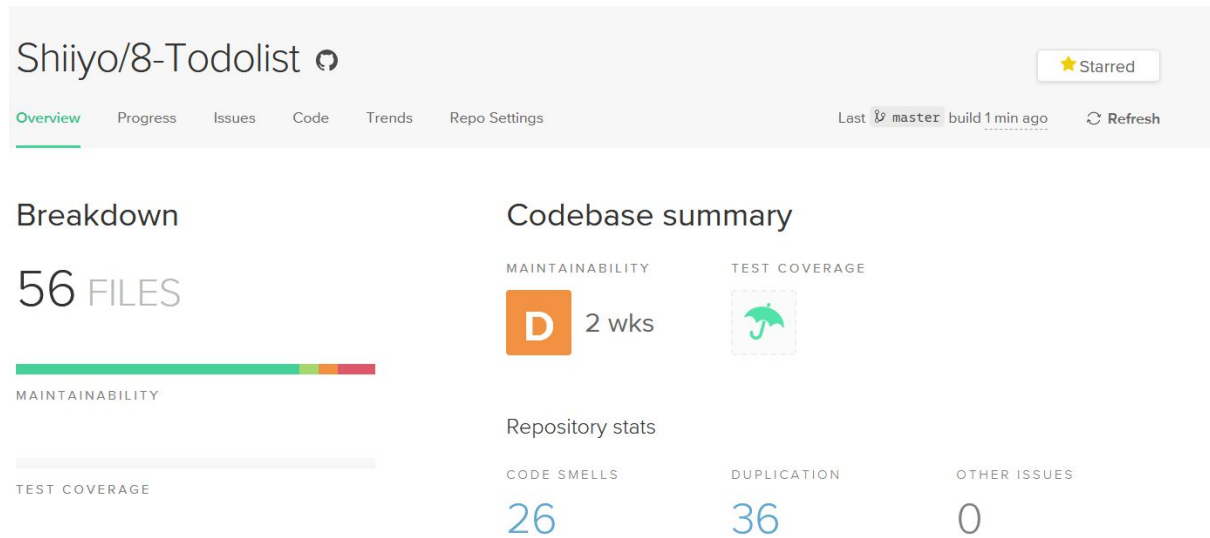 Shiiyo/8-Todolist
Starred
Overview Progress Issues Code Trends Repo Settings
Last master build 1 min ago Refresh
Breakdown
56 FILES
MAINTAINABILITY
TEST COVERAGE
Codebase summary
MAINTAINABILITY TEST COVERAGE
D 2 wks
Repository stats
CODE SMELLS DUPLICATION OTHER ISSUES
26 36 0